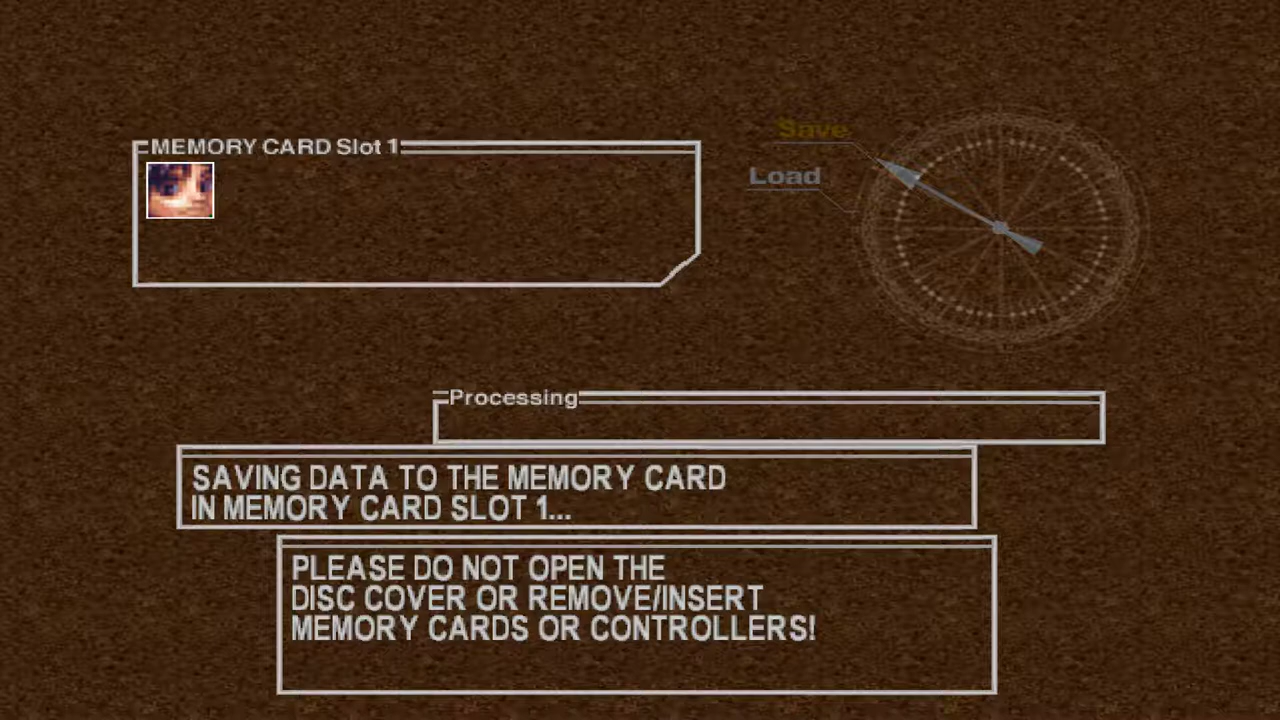 MEMORY CARD Slot 1
Save
Load
Processing
SAVING DATA TO THE MEMORY CARD
IN MEMORY CARD SLOT 1...
PLEASE DO NOT OPEN THE
DISC COVER OR REMOVE/INSERT
MEMORY CARDS OR CONTROLLERS!